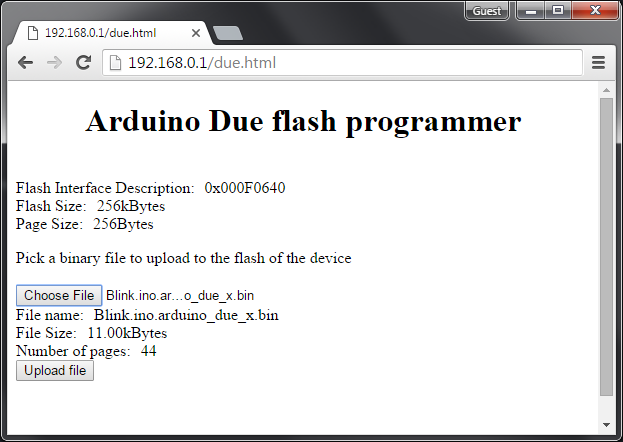 Guest
192.168.0.1/due.html
192.168.0.1/due.html
Arduino Due flash programmer
Flash Interface Description: 0x000F0640
Flash Size: 256kBytes
Page Size: 256Bytes
Pick a binary file to upload to the flash of the device
Choose File Blink.ino.ar…o_due_x.bin
File name: Blink.ino.arduino_due_x.bin
File Size: 11.00kBytes
Number of pages: 44
Upload file